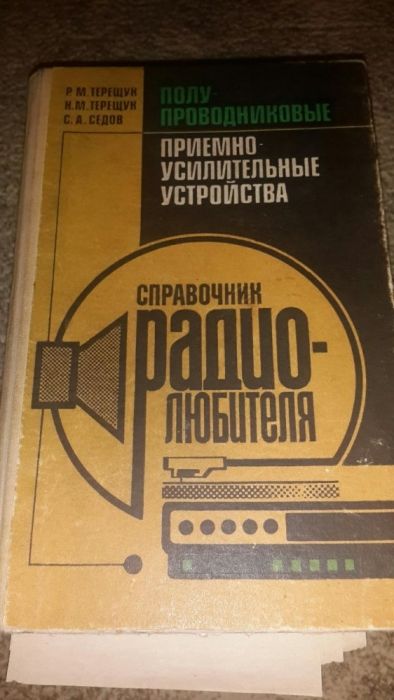 Р. М. ТЕРЕЩУК
К. М. ТЕРЕЩУК
С. А. СЕДОВ
ПОЛУ-
ПРОВОДНИКОВЫЕ
ПРИЕМНО-
УСИЛИТЕЛЬНЫЕ
УСТРОЙСТВА
СПРАВОЧНИК
РАДИО-
ЛЮБИТЕЛЯ